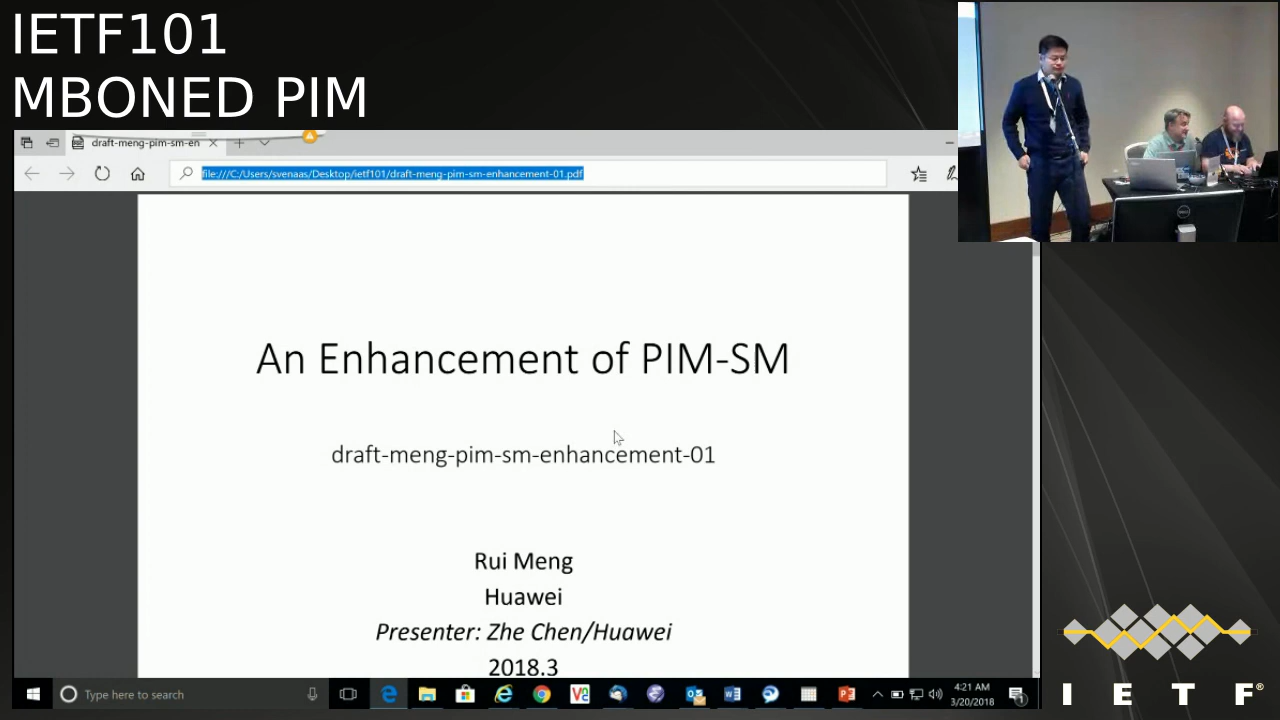 IETF101
MBONED PIM
draft-meng-pim-sm-en
file:///C:/Users/svenaas/Desktop/ietf101/draft-meng-pim-sm-enhancement-01.pdf
An Enhancement of PIM-SM
draft-meng-pim-sm-enhancement-01
Rui Meng
Huawei
Presenter: Zhe Chen/Huawei
2018.3
Type here to search
4:21 AM
3/20/2018
DELL
I E T F®